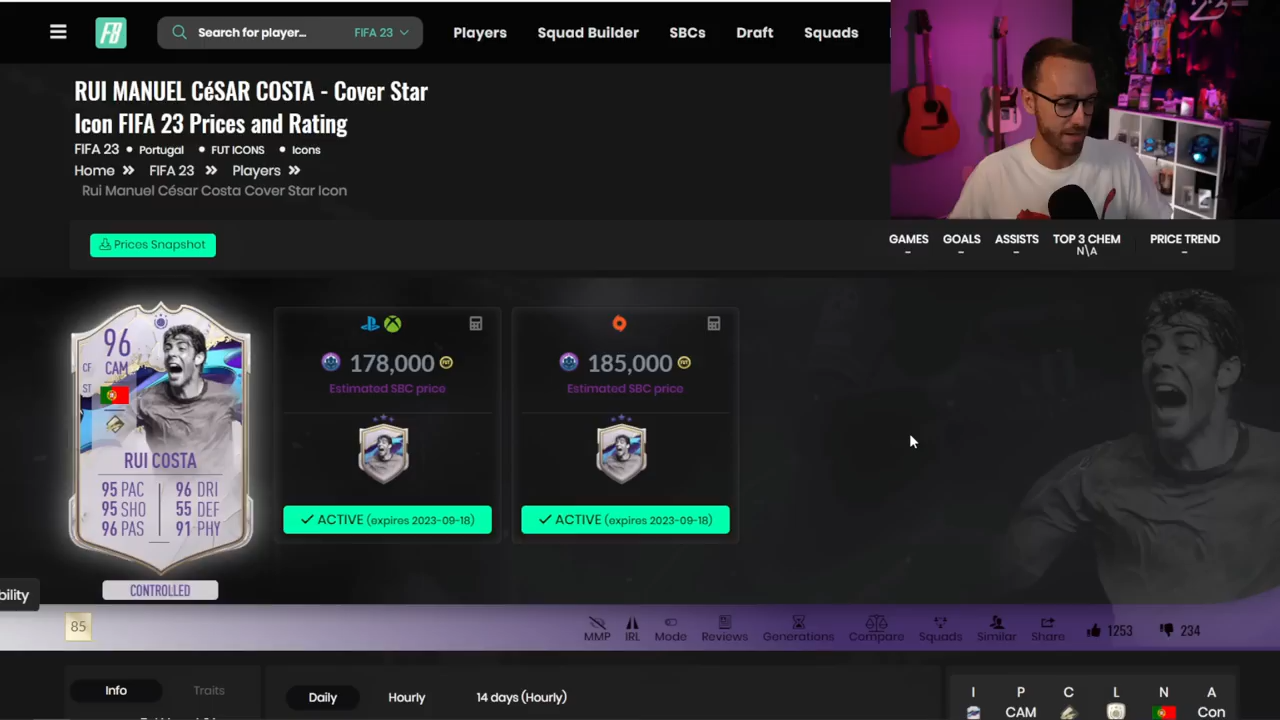 FB
Search for player...
FIFA 23
Players
Squad Builder
SBCs
Draft
Squads
RUI MANUEL CéSAR COSTA - Cover Star
Icon FIFA 23 Prices and Rating
FIFA 23 • Portugal • FUT ICONS • Icons
Home » FIFA 23 » Players »
Rui Manuel César Costa Cover Star Icon
Prices Snapshot
GAMES
-
GOALS
-
ASSISTS
-
TOP 3 CHEM
N\A
PRICE TREND
-
96
CAM
CF
ST
RUI COSTA
95 PAC 96 DRI
95 SHO 55 DEF
96 PAS 91 PHY
CONTROLLED
178,000
Estimated SBC price
ACTIVE (expires 2023-09-18)
185,000
Estimated SBC price
ACTIVE (expires 2023-09-18)
bility
85
MMP
IRL
Mode
Reviews
Generations
Compare
Squads
Similar
Share
1253
234
Info
Traits
Daily
Hourly
14 days (Hourly)
I P C L N A
CAM
Con